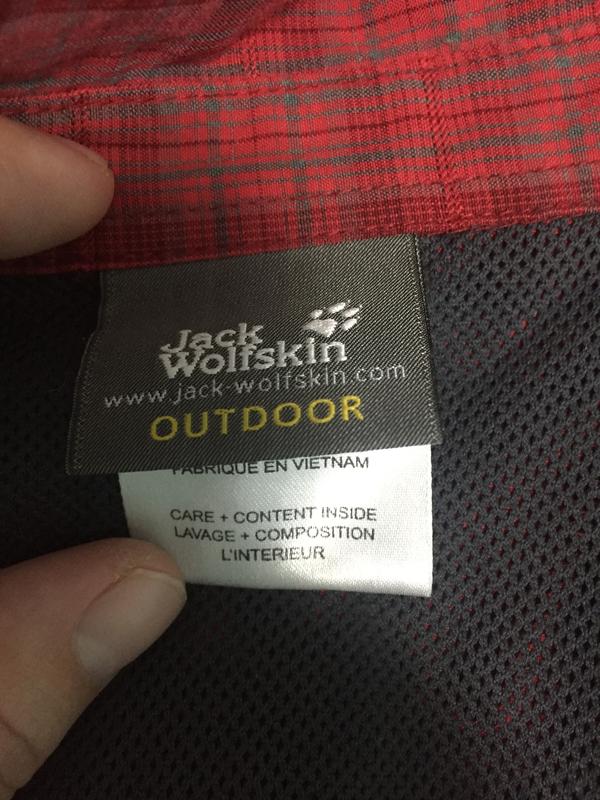 Jack
Wolfskin
www.jack-wolfskin.com
OUTDOOR
FABRIQUE EN VIETNAM
CARE + CONTENT INSIDE
LAVAGE + COMPOSITION
L'INTERIEUR